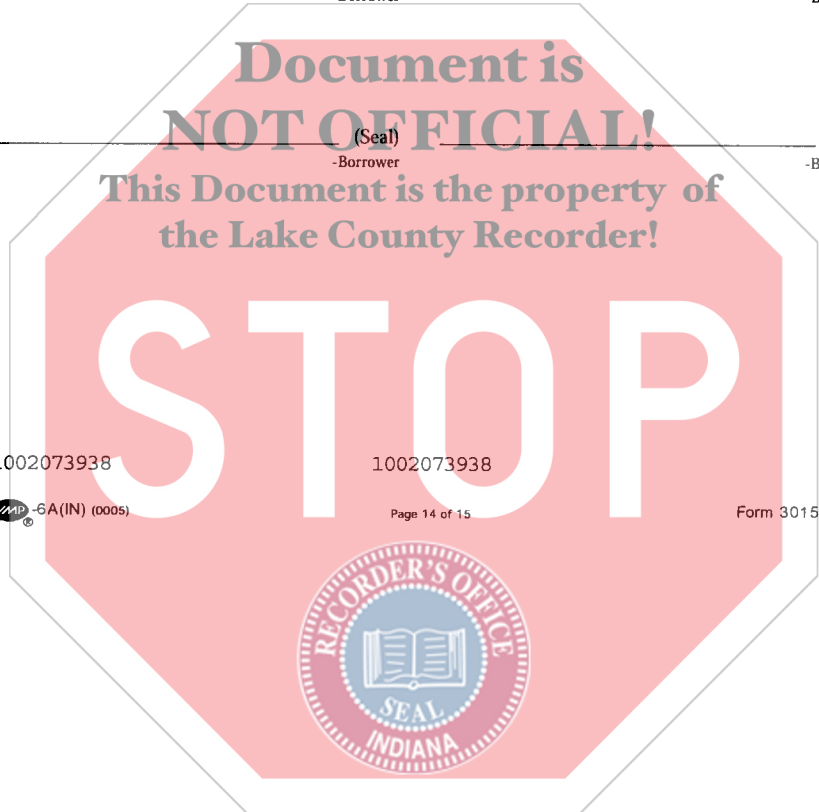 Document is
NOT OFFICIAL!
(Seal)
-Borrower
This Document is the property of
the Lake County Recorder!
STOP
1002073938
-6A(IN) (0005)
Page 14 of 15
Form 3015
RECORDER'S OFFICE
SEAL
INDIANA